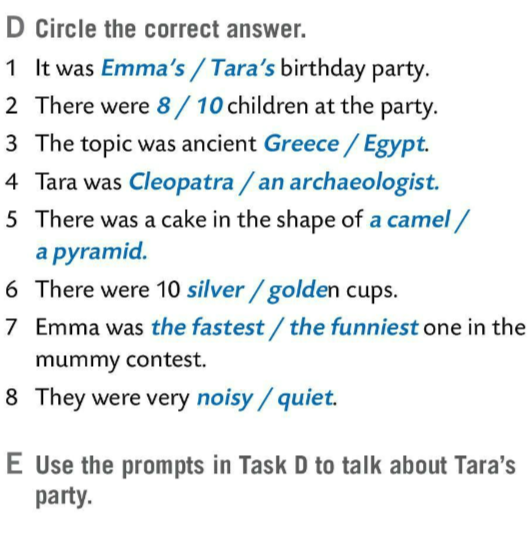 D Circle the correct answer.
1 It was Emma's / Tara's birthday party.
2 There were 8 / 10 children at the party.
3 The topic was ancient Greece / Egypt.
4 Tara was Cleopatra / an archaeologist.
5 There was a cake in the shape of a camel /
a pyramid.
6 There were 10 silver / golden cups.
7 Emma was the fastest / the funniest one in the
mummy contest.
8 They were very noisy / quiet.
E Use the prompts in Task D to talk about Tara's
party.